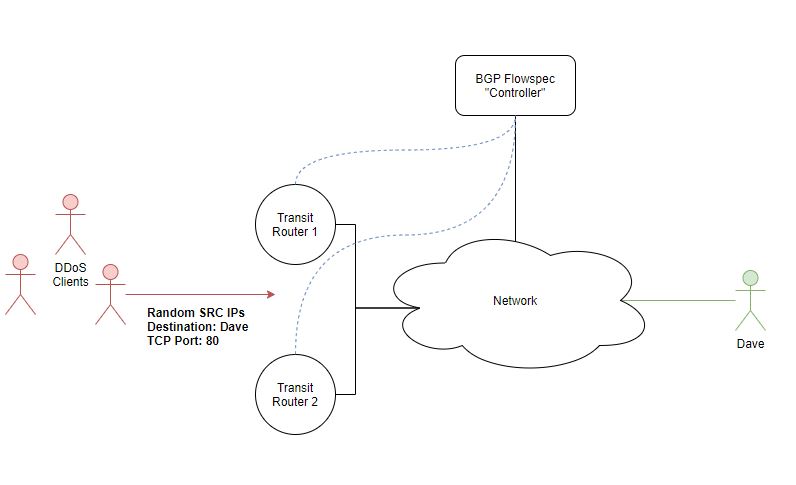 BGP Flowspec
"Controller"
Transit
Router 1
DDoS
Clients
Random SRC IPs
Destination: Dave
TCP Port: 80
Network
Dave
Transit
Router 2